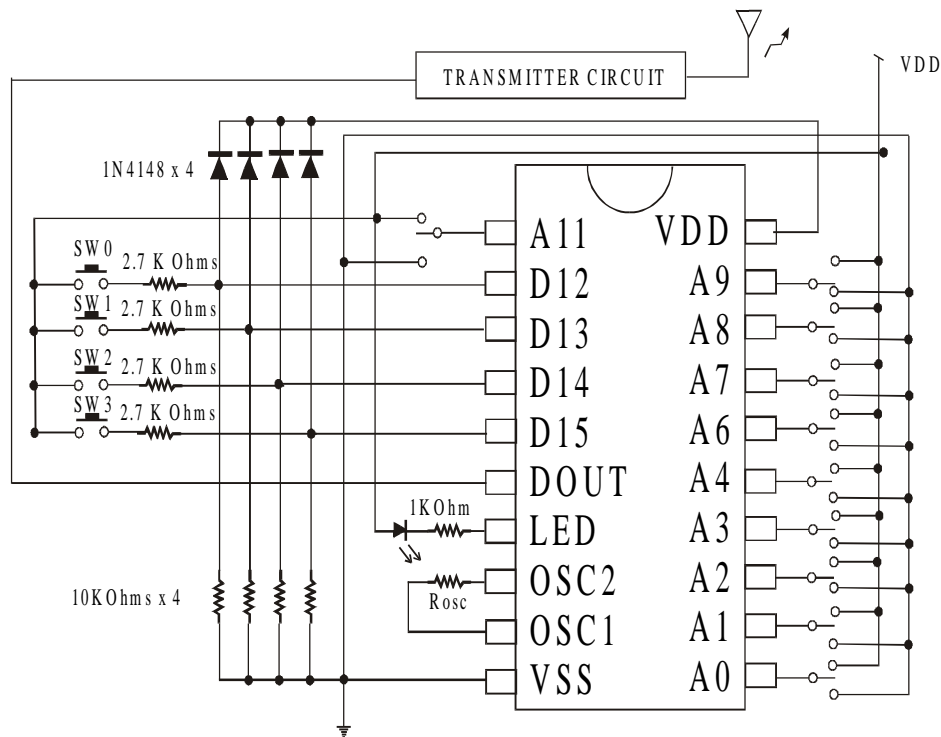 TRANSMITTER CIRCUIT
VDD
1N4148 x 4
SW0
2.7 K Ohms
SW1
2.7 K Ohms
SW2
2.7 K Ohms
SW3
2.7 K Ohms
10KOhms x 4
1KOhm
Rosc
A11
D12
D13
D14
D15
DOUT
LED
OSC2
OSC1
VSS
VDD
A9
A8
A7
A6
A4
A3
A2
A1
A0